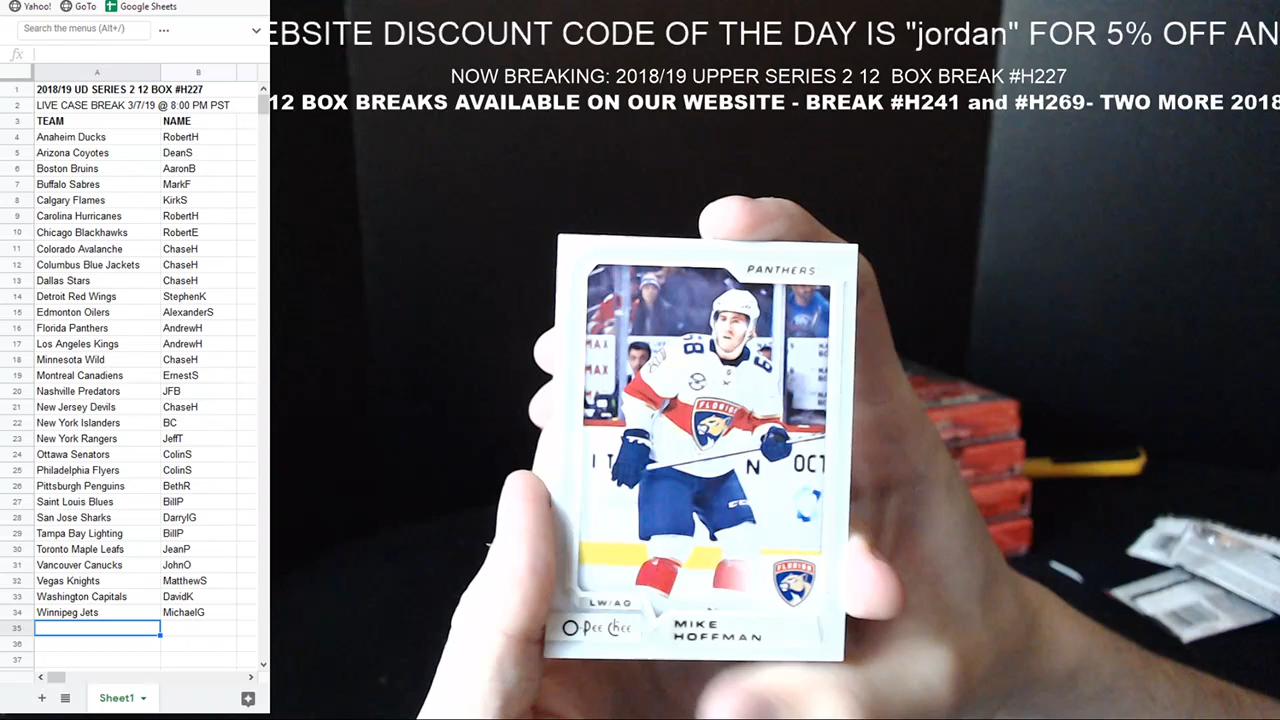 Yahoo! GoTo Google Sheets
Search the menus (Alt+/)
fx
A B
1 2018/19 UD SERIES 2 12 BOX #H227
2 LIVE CASE BREAK 3/7/19 @ 8:00 PM PST
3 TEAM NAME
4 Anaheim Ducks RobertH
5 Arizona Coyotes DeanS
6 Boston Bruins AaronB
7 Buffalo Sabres MarkF
8 Calgary Flames KirkS
9 Carolina Hurricanes RobertH
10 Chicago Blackhawks RobertE
11 Colorado Avalanche ChaseH
12 Columbus Blue Jackets ChaseH
13 Dallas Stars ChaseH
14 Detroit Red Wings StephenK
15 Edmonton Oilers AlexanderS
16 Florida Panthers AndrewH
17 Los Angeles Kings AndrewH
18 Minnesota Wild ChaseH
19 Montreal Canadiens ErnestS
20 Nashville Predators JFB
21 New Jersey Devils ChaseH
22 New York Islanders BC
23 New York Rangers JeffT
24 Ottawa Senators ColinS
25 Philadelphia Flyers ColinS
26 Pittsburgh Penguins BethR
27 Saint Louis Blues BillP
28 San Jose Sharks DarrylG
29 Tampa Bay Lighting BillP
30 Toronto Maple Leafs JeanP
31 Vancouver Canucks JohnO
32 Vegas Knights MatthewS
33 Washington Capitals DavidK
34 Winnipeg Jets MichaelG
35
36
37
Sheet1
EBSITE DISCOUNT CODE OF THE DAY IS "jordan" FOR 5% OFF AN
NOW BREAKING: 2018/19 UPPER SERIES 2 12 BOX BREAK #H227
12 BOX BREAKS AVAILABLE ON OUR WEBSITE - BREAK #H241 and #H269- TWO MORE 2018
PANTHERS
MAX
MAX
68 68
FLORIDA
N OCT
CCM
FLORIDA
LW/AG
O-Pee Chee
MIKE
HOFFMAN